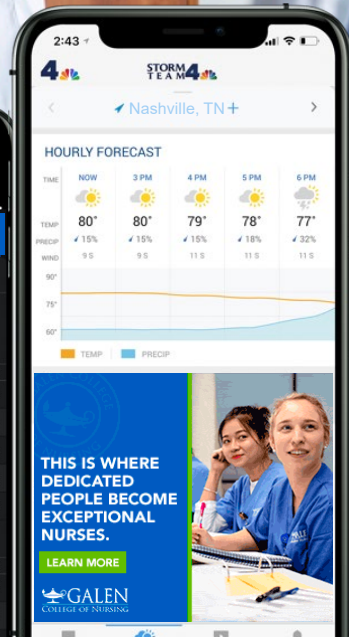 2:43
4
STORM
TEAM 4
Nashville, TN +
HOURLY FORECAST
TIME NOW 3 PM 4 PM 5 PM 6 PM
TEMP 80° 80° 79° 78° 77°
PRECIP 15% 15% 15% 18% 32%
WIND 9 S 9 S 11 S 11 S 11 S
90°
75°
60°
TEMP PRECIP
THIS IS WHERE
DEDICATED
PEOPLE BECOME
EXCEPTIONAL
NURSES.
LEARN MORE
GALEN
COLLEGE OF NURSING